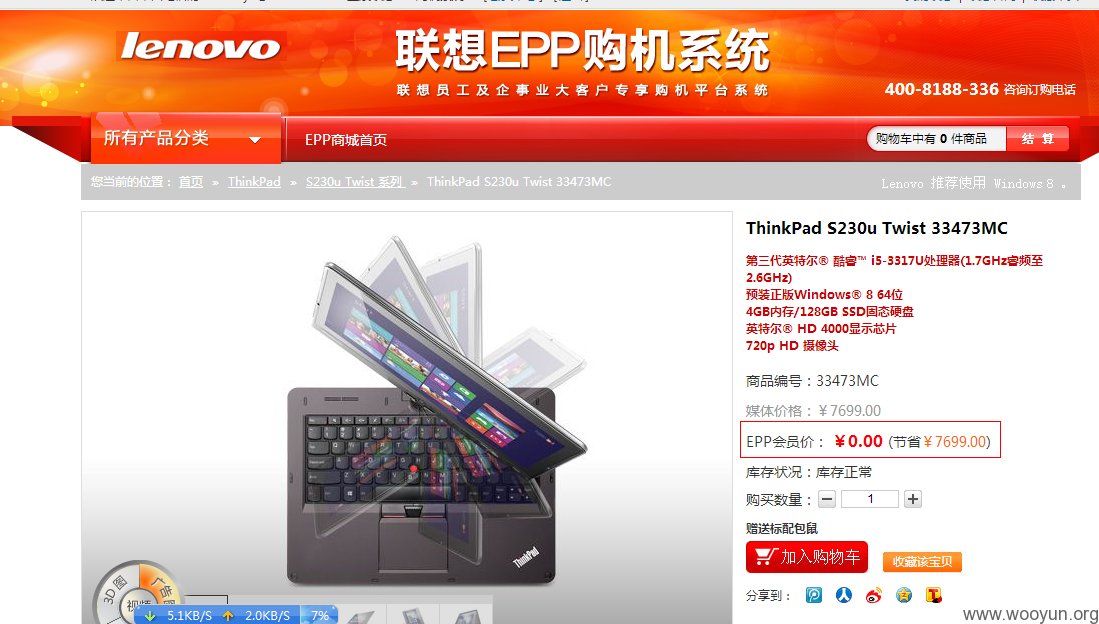 lenovo
联想EPP购机系统
联想员工及企事业大客户专享购机平台系统
400-8188-336 咨询订购电话
所有产品分类
EPP商城首页
购物车中有 0 件商品
结 算
您当前的位置： 首页 » ThinkPad » S230u Twist 系列 » ThinkPad S230u Twist 33473MC
Lenovo 推荐使用 Windows 8 。
ThinkPad S230u Twist 33473MC
第三代英特尔® 酷睿™ i5-3317U处理器(1.7GHz睿频至
2.6GHz)
预装正版Windows® 8 64位
4GB内存/128GB SSD固态硬盘
英特尔® HD 4000显示芯片
720p HD 摄像头
商品编号：33473MC
媒体价格：￥7699.00
EPP会员价： ￥0.00 (节省￥7699.00)
库存状况：库存正常
购买数量： − 1 +
赠送标配包鼠
加入购物车
收藏该宝贝
分享到：
ThinkPad
3D图
视频
广告图
5.1KB/S 2.0KB/S 7%
www.wooyun.org